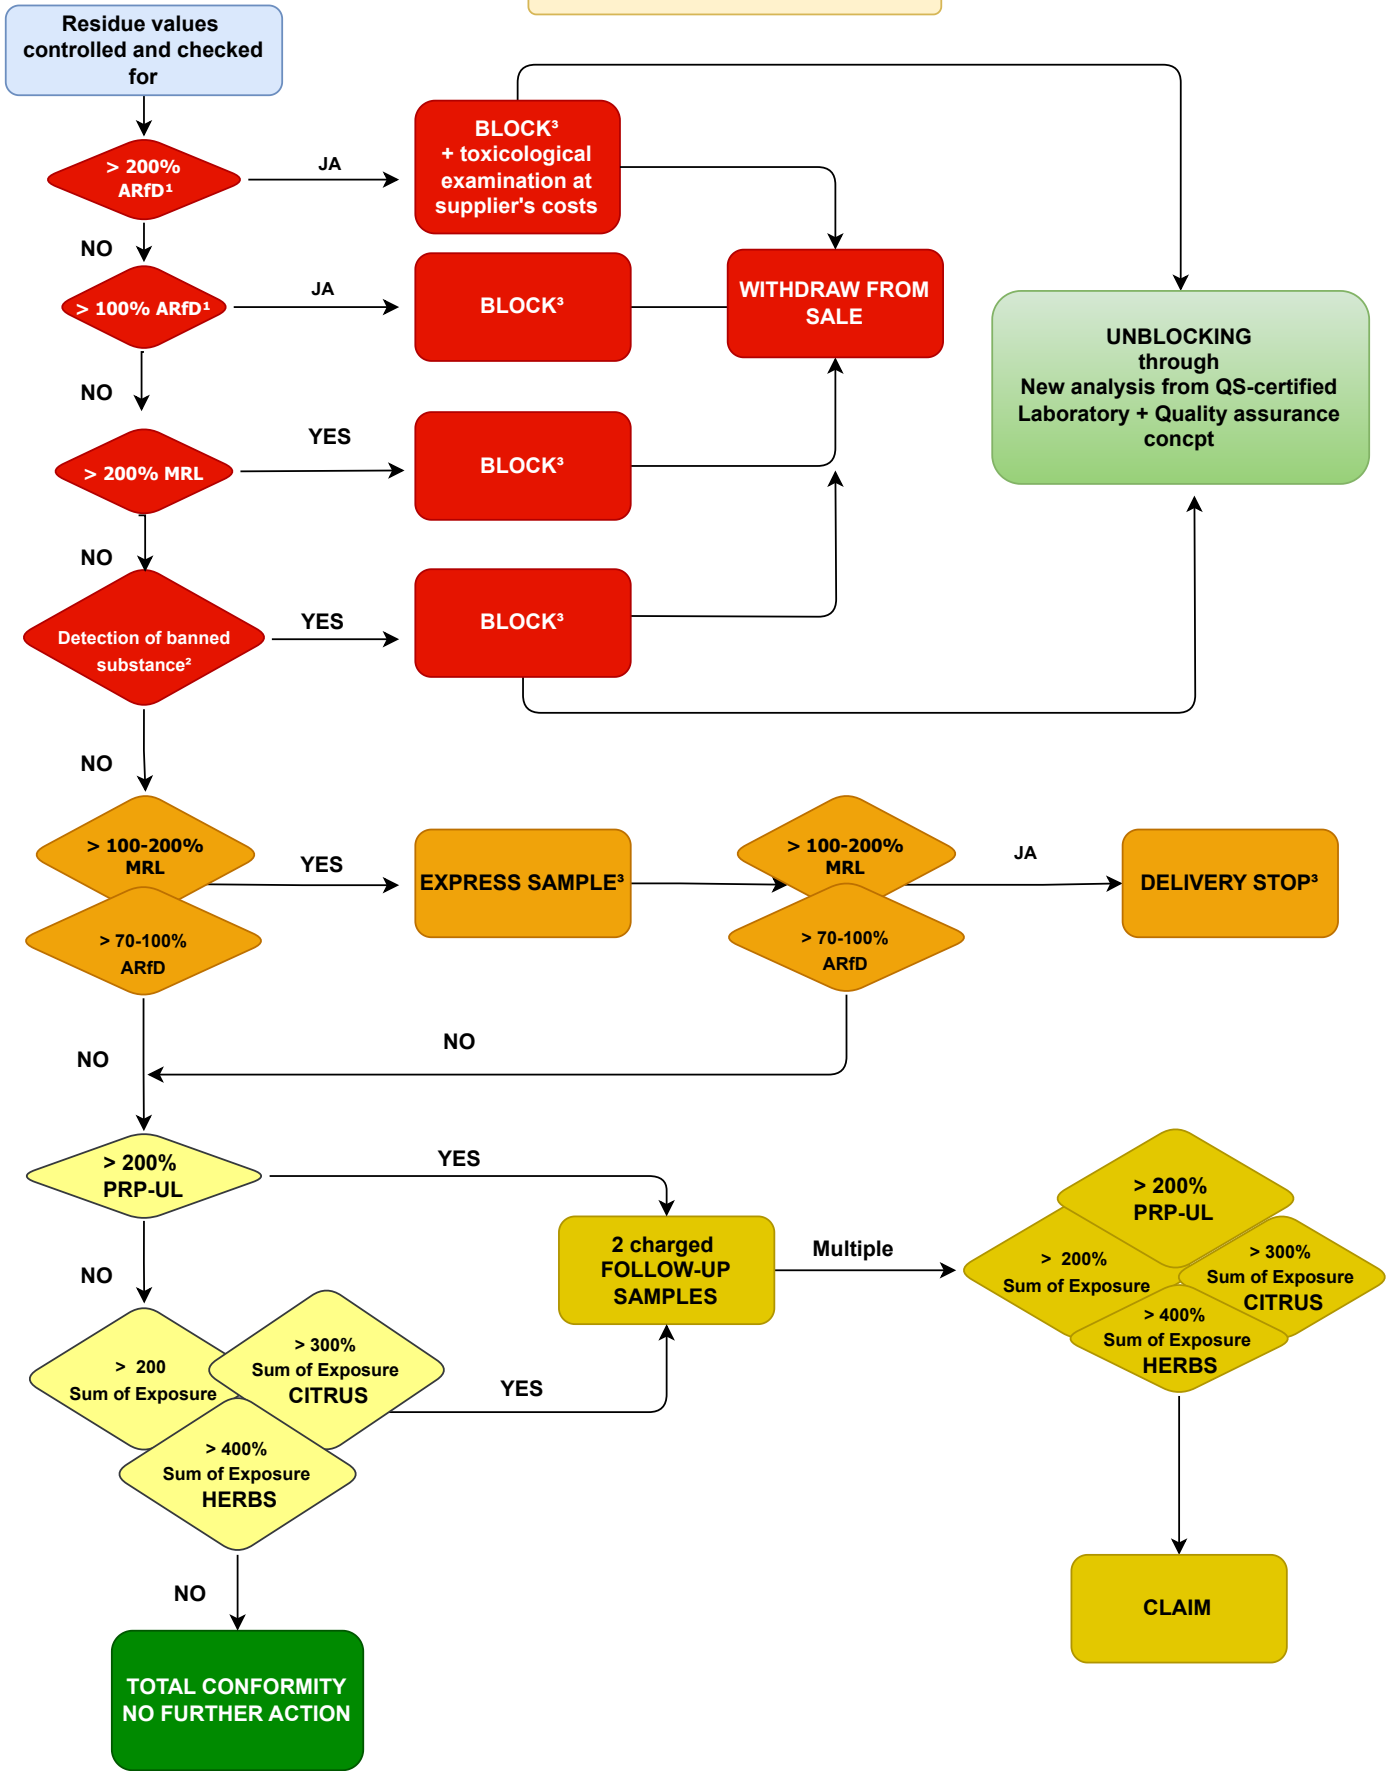 Residue values
controlled and checked
for
> 200%
ARfD¹
JA
BLOCK³
+ toxicological
examination at
supplier's costs
NO
> 100% ARfD¹
JA
BLOCK³
WITHDRAW FROM
SALE
UNBLOCKING
through
New analysis from QS-certified
Laboratory + Quality assurance
concpt
NO
> 200% MRL
YES
BLOCK³
NO
Detection of banned
substance²
YES
BLOCK³
NO
> 100-200%
MRL
> 70-100%
ARfD
YES
EXPRESS SAMPLE³
> 100-200%
MRL
> 70-100%
ARfD
JA
DELIVERY STOP³
NO
NO
> 200%
PRP-UL
YES
2 charged
FOLLOW-UP
SAMPLES
Multiple
> 200%
PRP-UL
> 200%
Sum of Exposure
> 300%
Sum of Exposure
CITRUS
> 400%
Sum of Exposure
HERBS
NO
> 200
Sum of Exposure
> 300%
Sum of Exposure
CITRUS
> 400%
Sum of Exposure
HERBS
YES
NO
TOTAL CONFORMITY
NO FURTHER ACTION
CLAIM